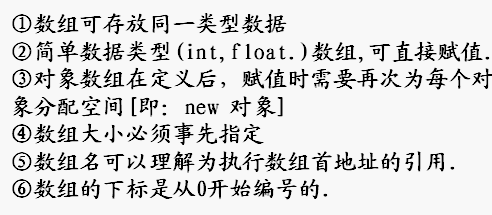 ①数组可存放同一类型数据
②简单数据类型(int,float.)数组,可直接赋值.
③对象数组在定义后，赋值时需要再次为每个对
象分配空间[即：new 对象]
④数组大小必须事先指定
⑤数组名可以理解为执行数组首地址的引用.
⑥数组的下标是从0开始编号的.